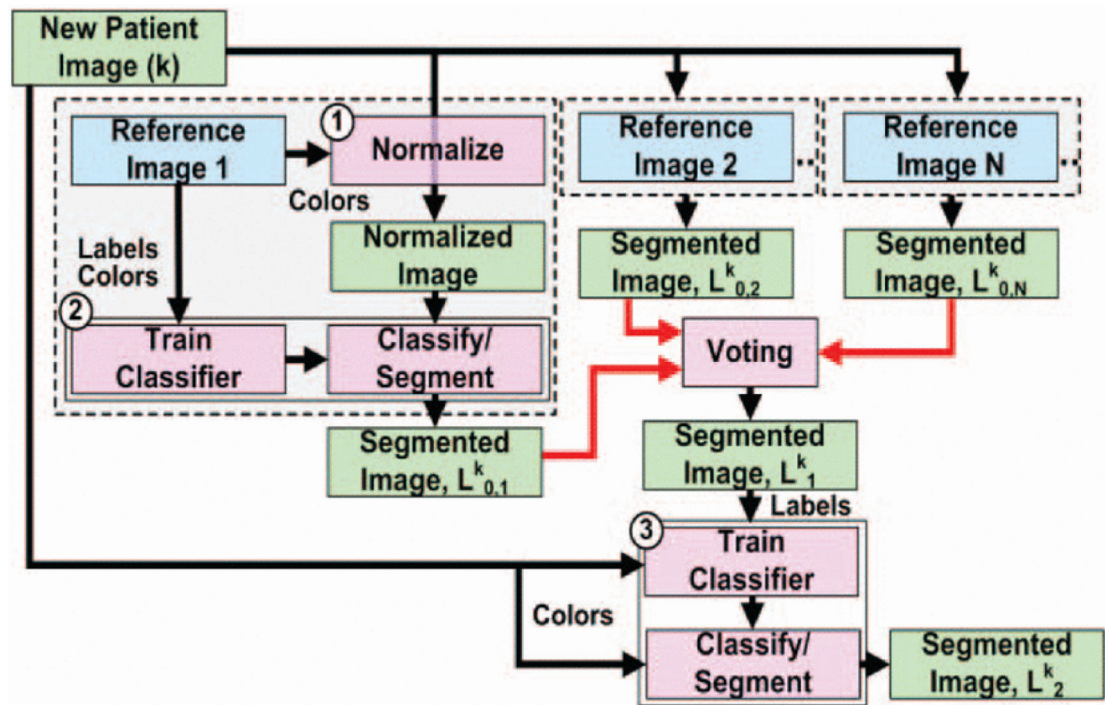 New Patient
Image (k)
Reference
Image 1
1
Normalize
Reference
Image 2
..
Reference
Image N
..
Colors
Labels
Colors
Normalized
Image
Segmented
Image, L^k_0,2
Segmented
Image, L^k_0,N
2
Train
Classifier
Classify/
Segment
Voting
Segmented
Image, L^k_0,1
Segmented
Image, L^k_1
Labels
3
Train
Classifier
Colors
Classify/
Segment
Segmented
Image, L^k_2